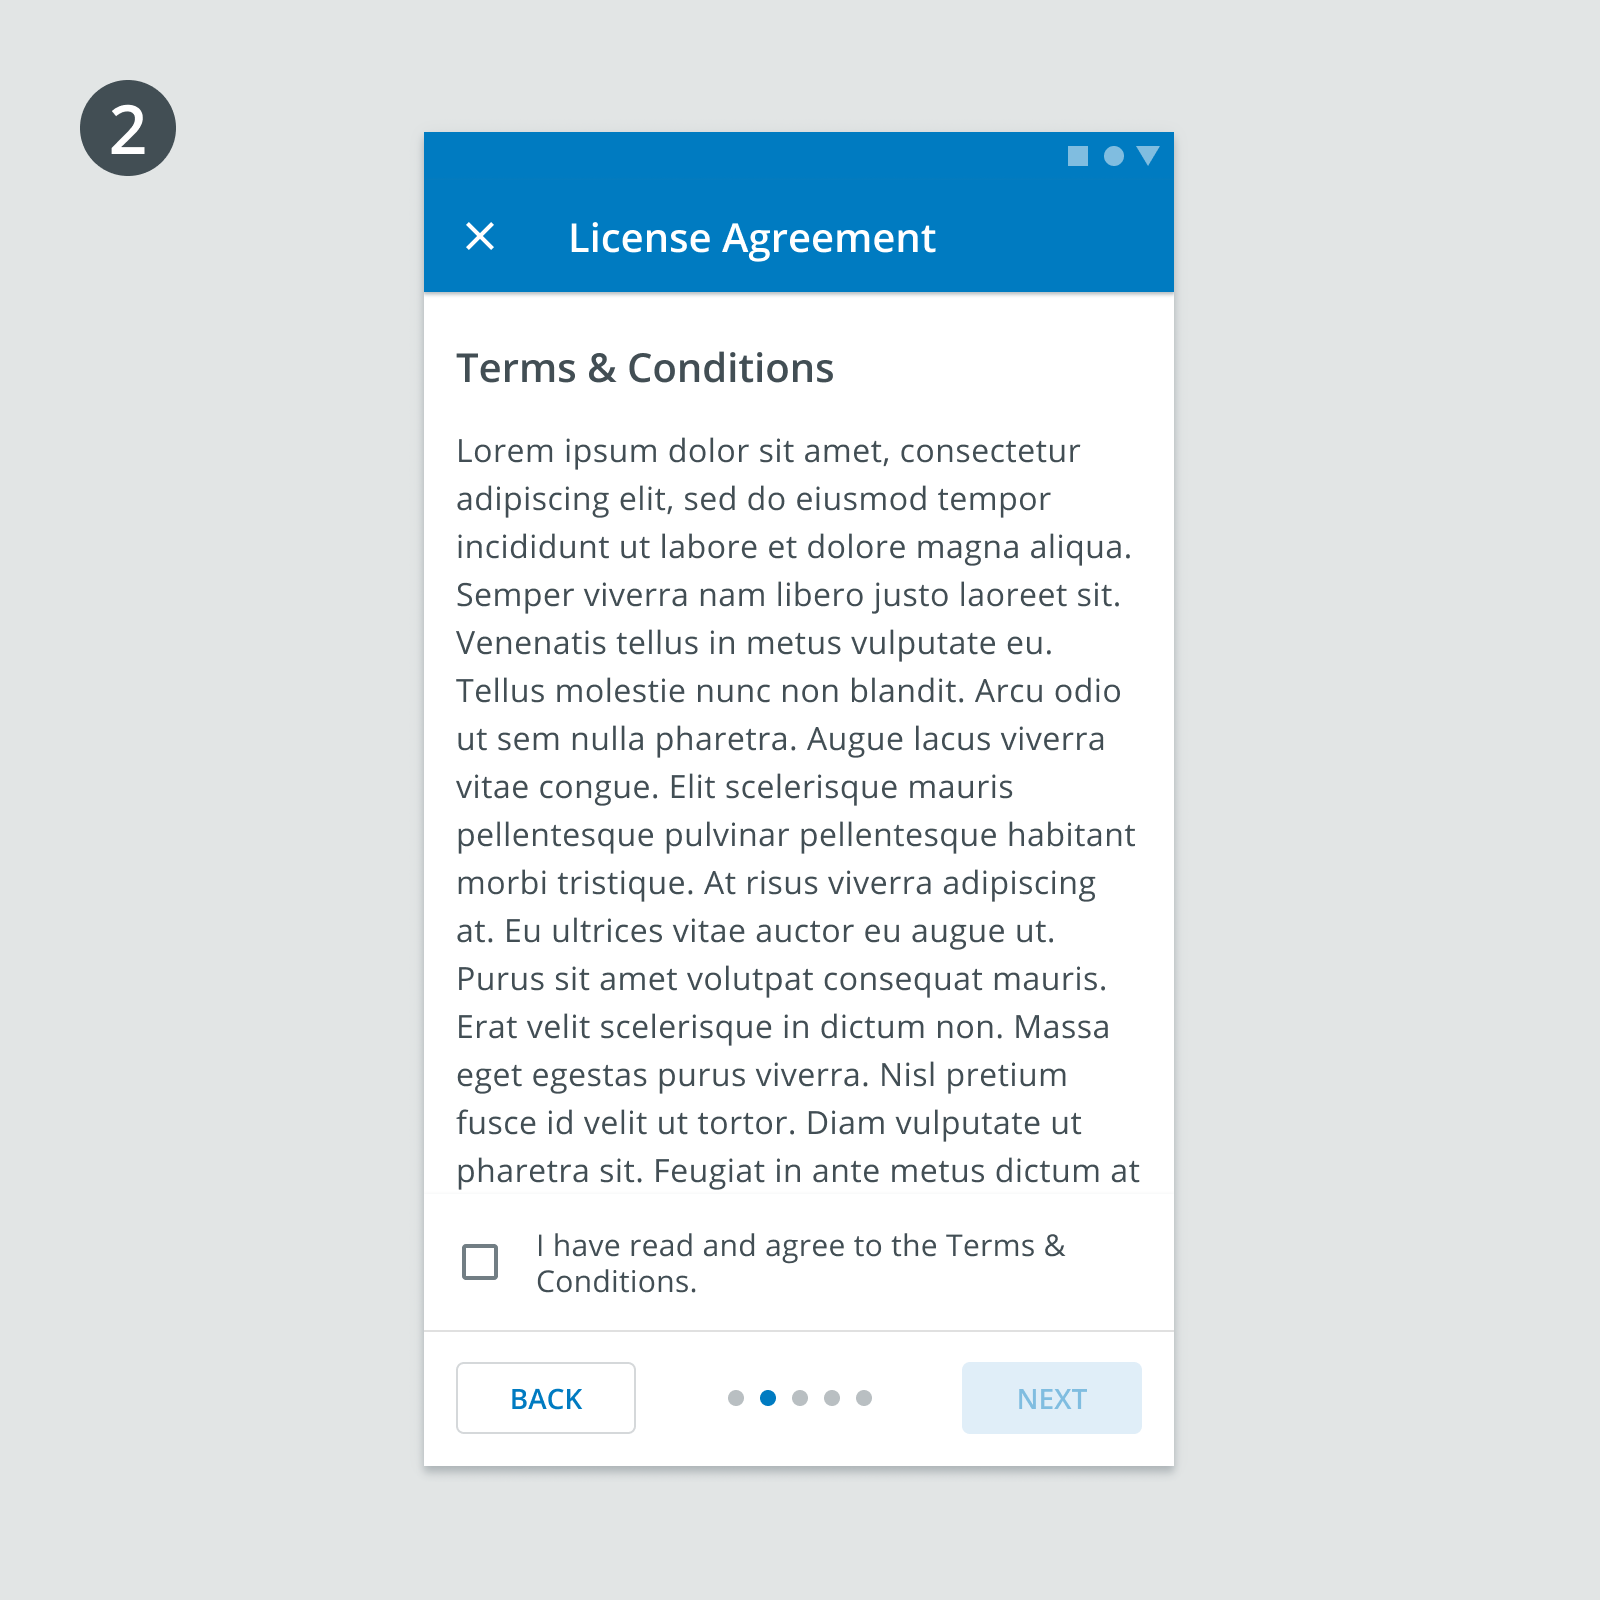 2
License Agreement
Terms & Conditions
Lorem ipsum dolor sit amet, consectetur
adipiscing elit, sed do eiusmod tempor
incididunt ut labore et dolore magna aliqua.
Semper viverra nam libero justo laoreet sit.
Venenatis tellus in metus vulputate eu.
Tellus molestie nunc non blandit. Arcu odio
ut sem nulla pharetra. Augue lacus viverra
vitae congue. Elit scelerisque mauris
pellentesque pulvinar pellentesque habitant
morbi tristique. At risus viverra adipiscing
at. Eu ultrices vitae auctor eu augue ut.
Purus sit amet volutpat consequat mauris.
Erat velit scelerisque in dictum non. Massa
eget egestas purus viverra. Nisl pretium
fusce id velit ut tortor. Diam vulputate ut
pharetra sit. Feugiat in ante metus dictum at
I have read and agree to the Terms &
Conditions.
BACK
NEXT